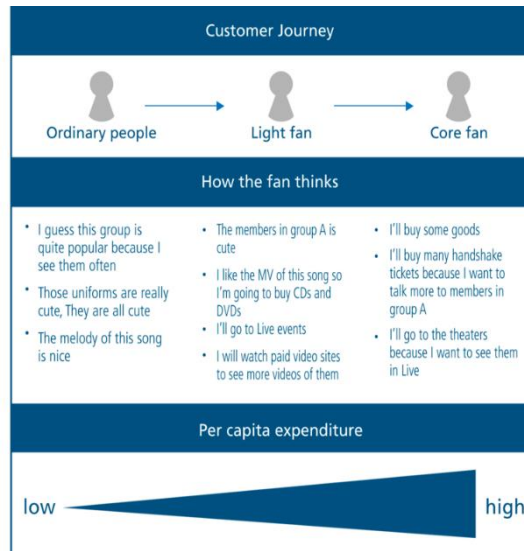 Customer Journey
Ordinary people
Light fan
Core fan
How the fan thinks
• I guess this group is
quite popular because I
see them often
• Those uniforms are really
cute, They are all cute
• The melody of this song
is nice
• The members in group A is
cute
• I like the MV of this song so
I'm going to buy CDs and
DVDs
• I'll go to Live events
• I will watch paid video sites
to see more videos of them
• I'll buy some goods
• I'll buy many handshake
tickets because I want to
talk more to members in
group A
• I'll go to the theaters
because I want to see them
in Live
Per capita expenditure
low
high